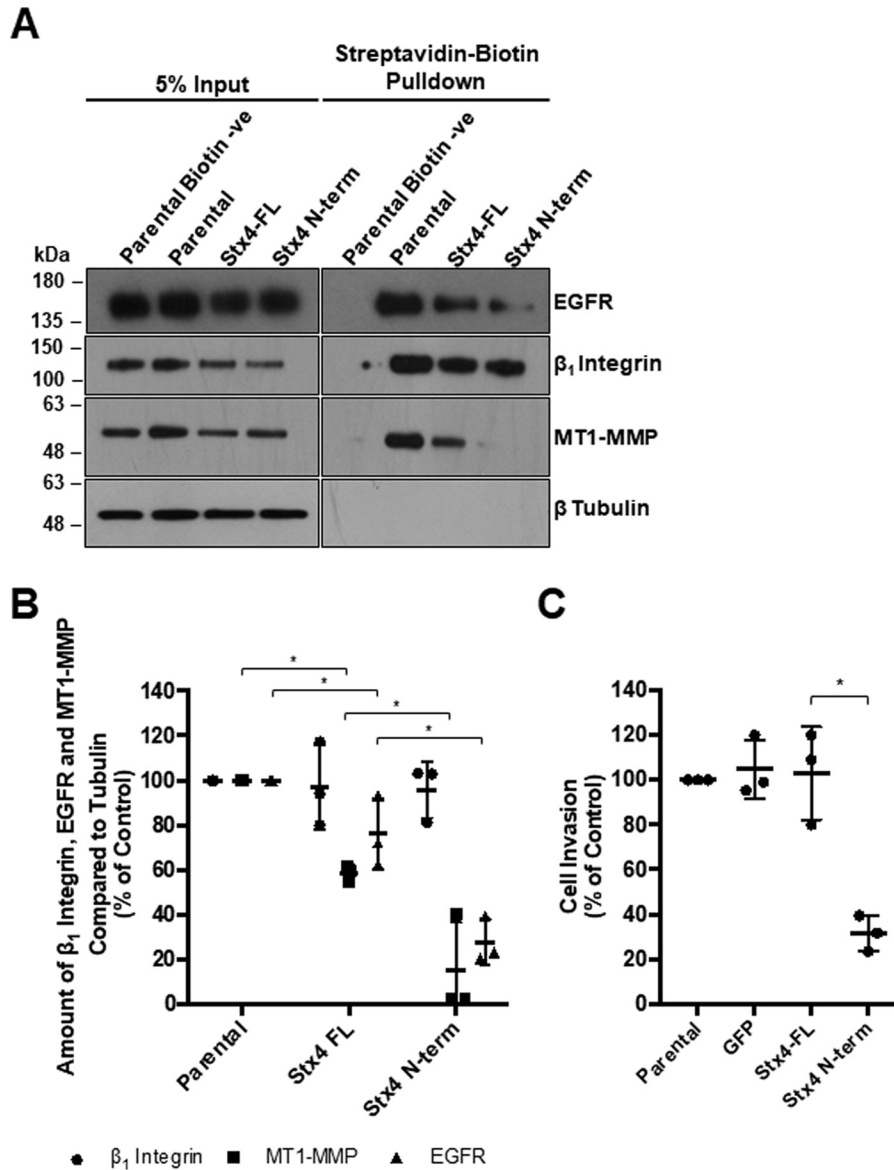 A
5% Input
Streptavidin-Biotin
Pulldown
Parental Biotin -ve
Parental
Stx4-FL
Stx4 N-term
Parental Biotin -ve
Parental
Stx4-FL
Stx4 N-term
kDa
180
135
EGFR
150
100
β₁ Integrin
63
48
MT1-MMP
63
48
β Tubulin
B
Amount of β₁ Integrin, EGFR and MT1-MMP
Compared to Tubulin
(% of Control)
140
120
100
80
60
40
20
0
*
*
*
*
Parental
Stx4 FL
Stx4 N-term
β₁ Integrin
MT1-MMP
EGFR
C
Cell Invasion
(% of Control)
140
120
100
80
60
40
20
0
*
Parental
GFP
Stx4-FL
Stx4 N-term